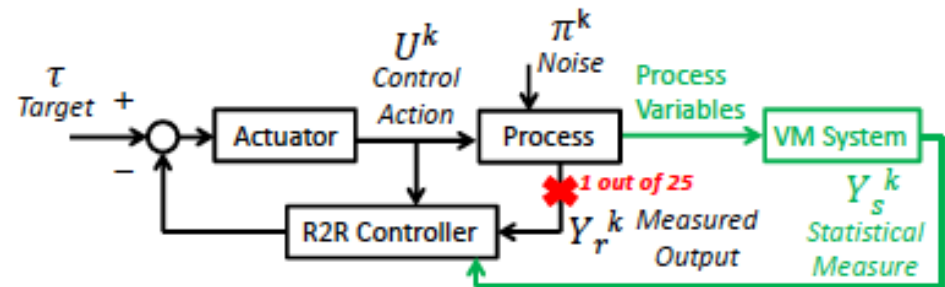 τ
Target
+
−
Actuator
U^k
Control
Action
π^k
Noise
Process
Process
Variables
VM System
1 out of 25
R2R Controller
Y_r^k Measured
Output
Y_s^k
Statistical
Measure